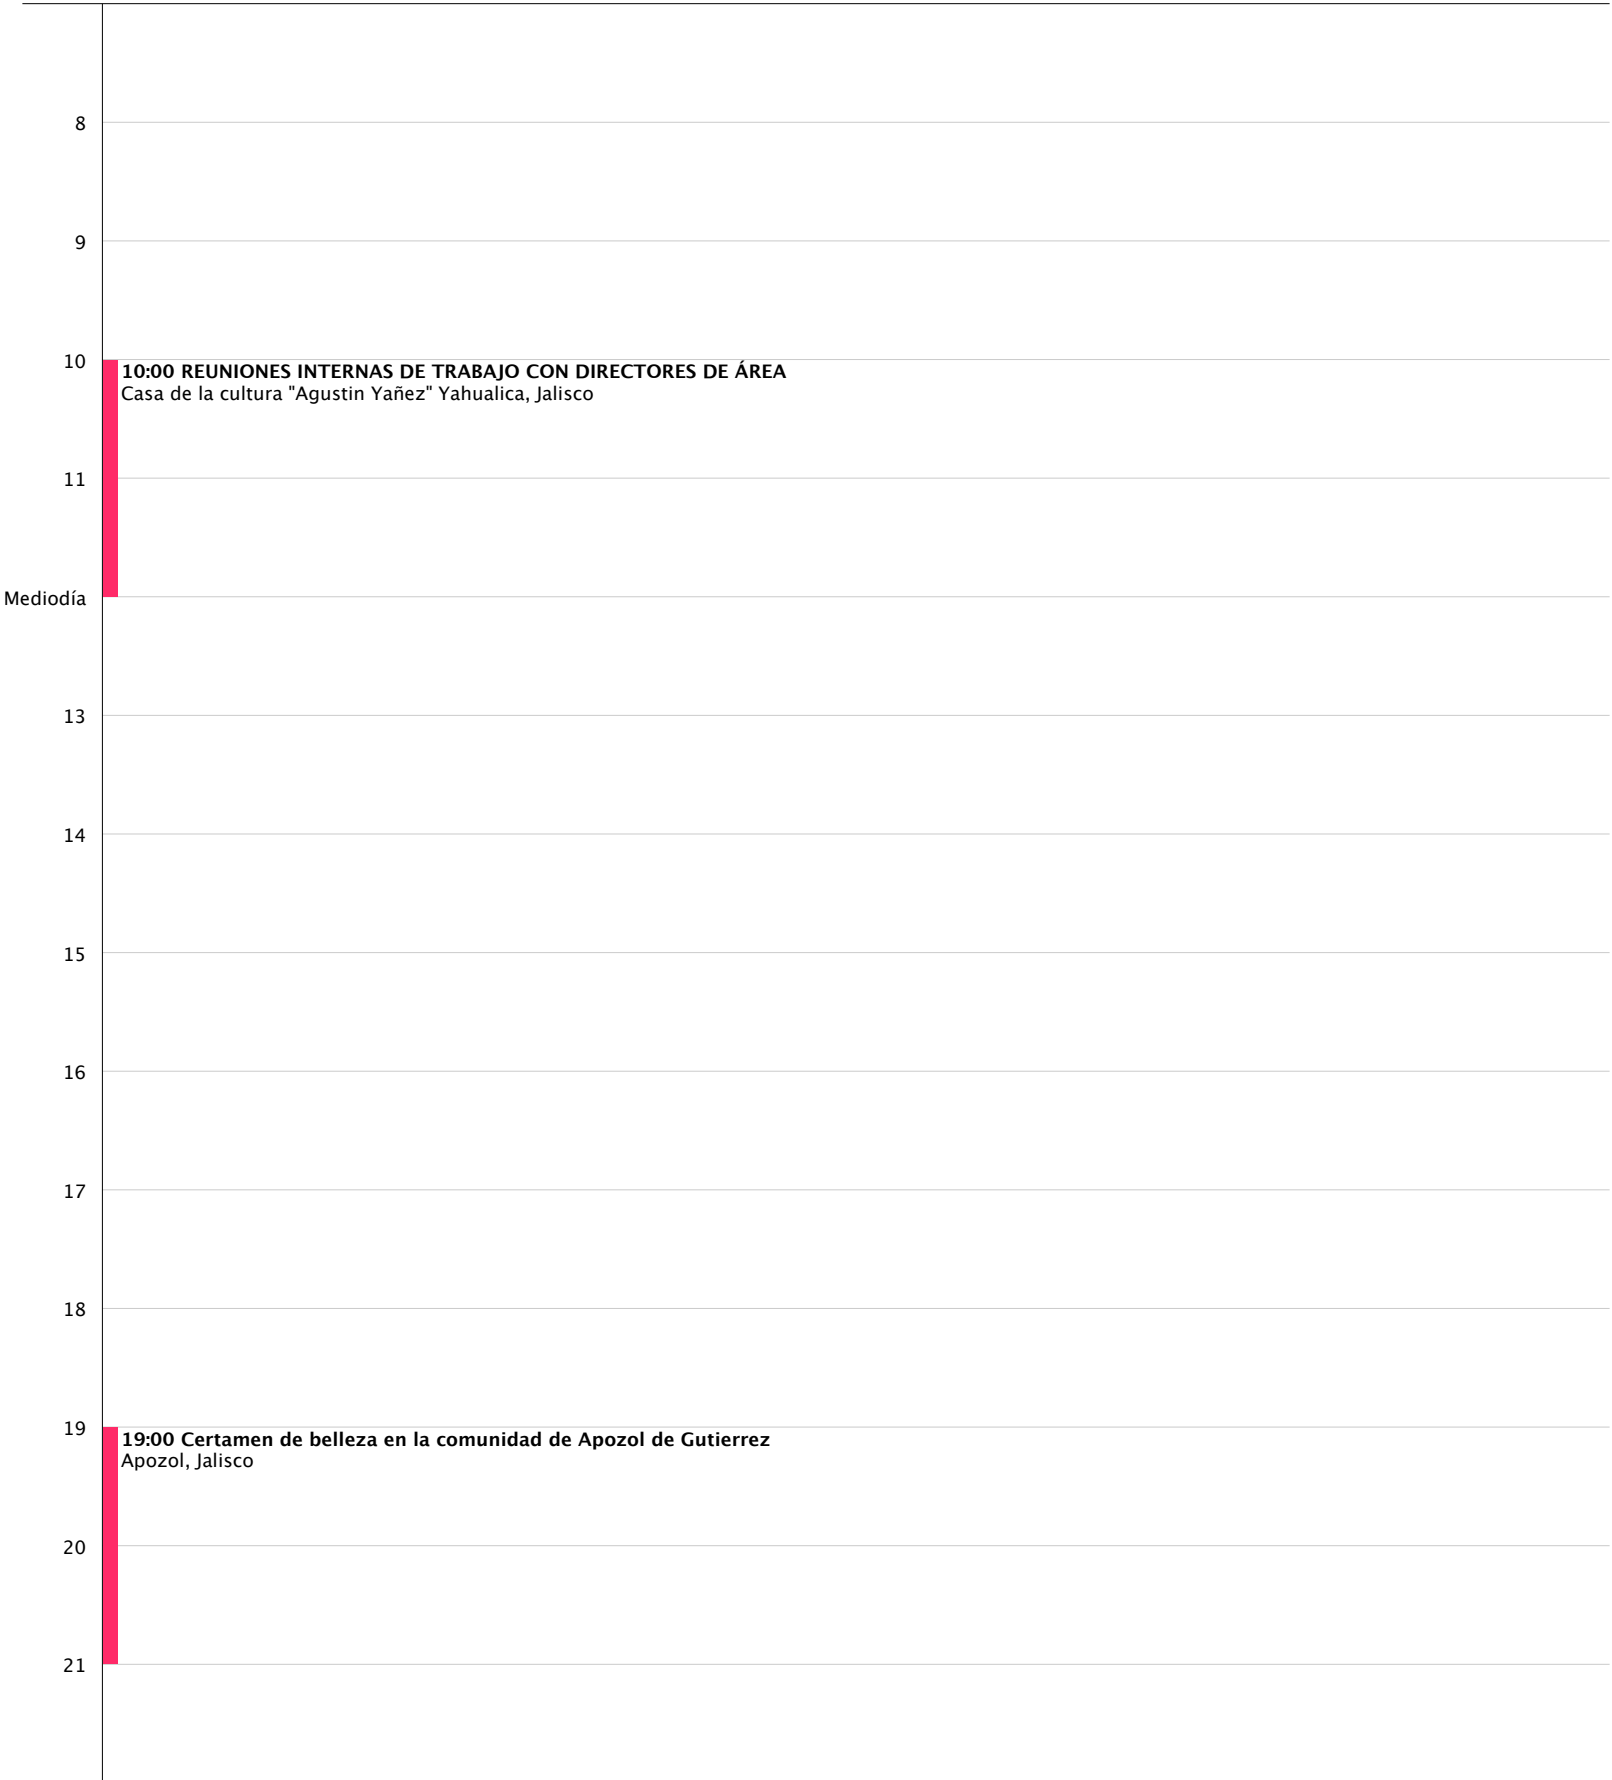 8
9
10
10:00 REUNIONES INTERNAS DE TRABAJO CON DIRECTORES DE ÁREA
Casa de la cultura "Agustin Yañez" Yahualica, Jalisco
11
Mediodía
13
14
15
16
17
18
19
19:00 Certamen de belleza en la comunidad de Apozol de Gutierrez
Apozol, Jalisco
20
21